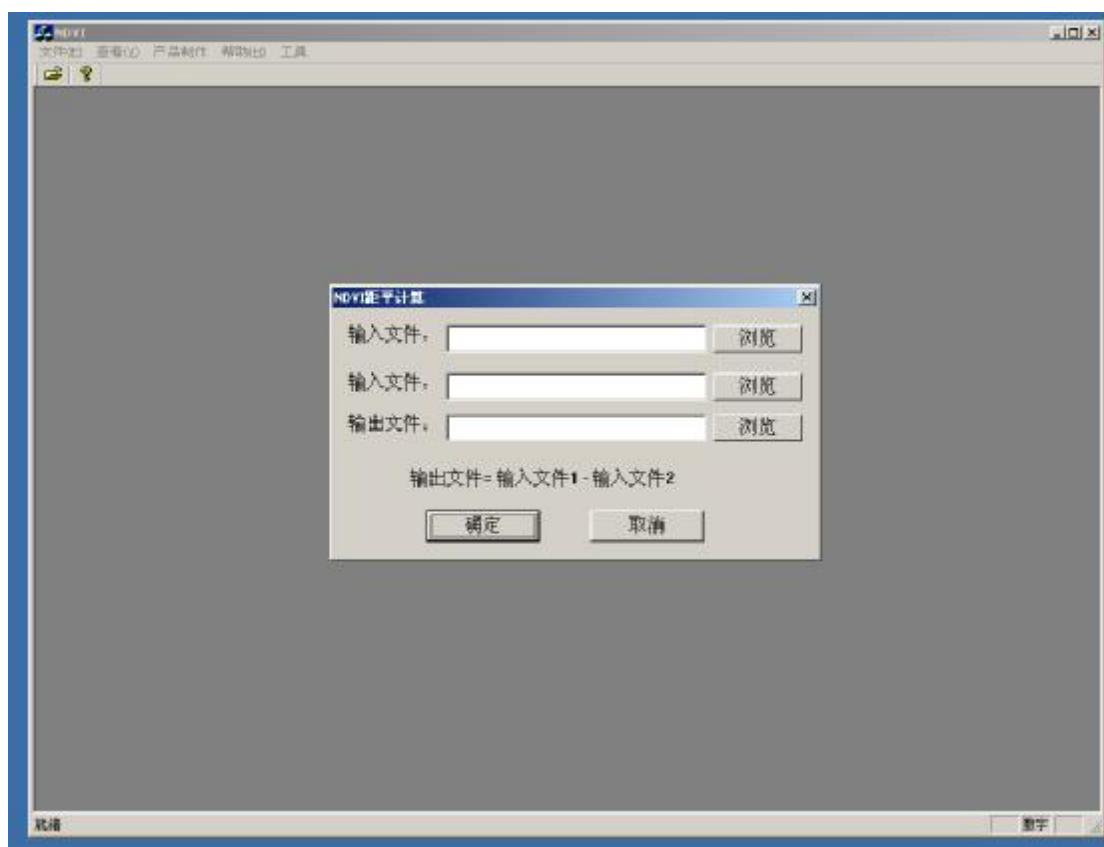 NDVI
文件(F) 查看(V) 产品制作 帮助(H) 工具
NDVI距平计算
输入文件： 浏览
输入文件： 浏览
输出文件： 浏览
输出文件= 输入文件1 - 输入文件2
确定 取消
就绪 数字